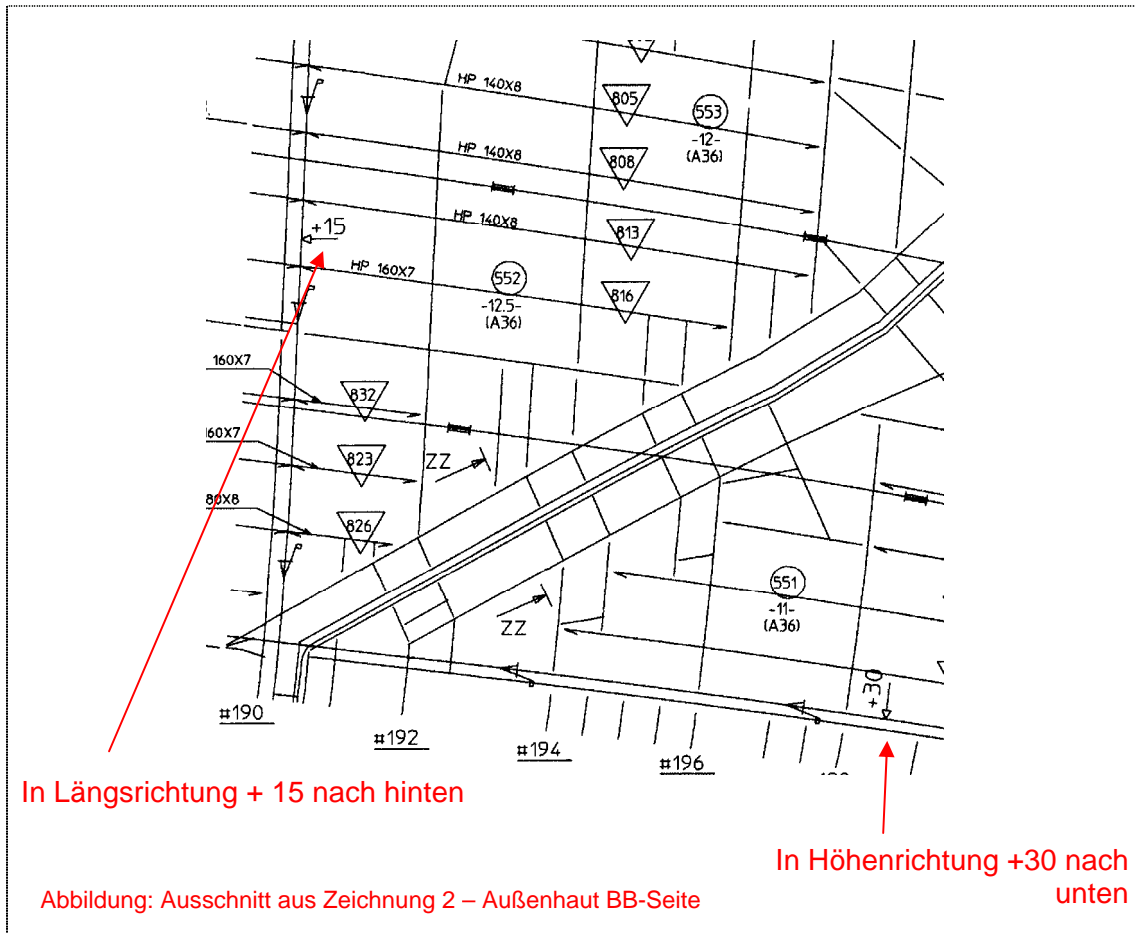 HP 140X8
805
553
-12-
(A36)
HP 140X8
808
HP 140X8
813
+15
HP 160X7
552
-12.5-
(A36)
816
160X7
832
160X7
823
ZZ
80X8
826
551
-11-
(A36)
ZZ
+30
#190
#192
#194
#196
In Längsrichtung + 15 nach hinten
In Höhenrichtung +30 nach
unten
Abbildung: Ausschnitt aus Zeichnung 2 – Außenhaut BB-Seite